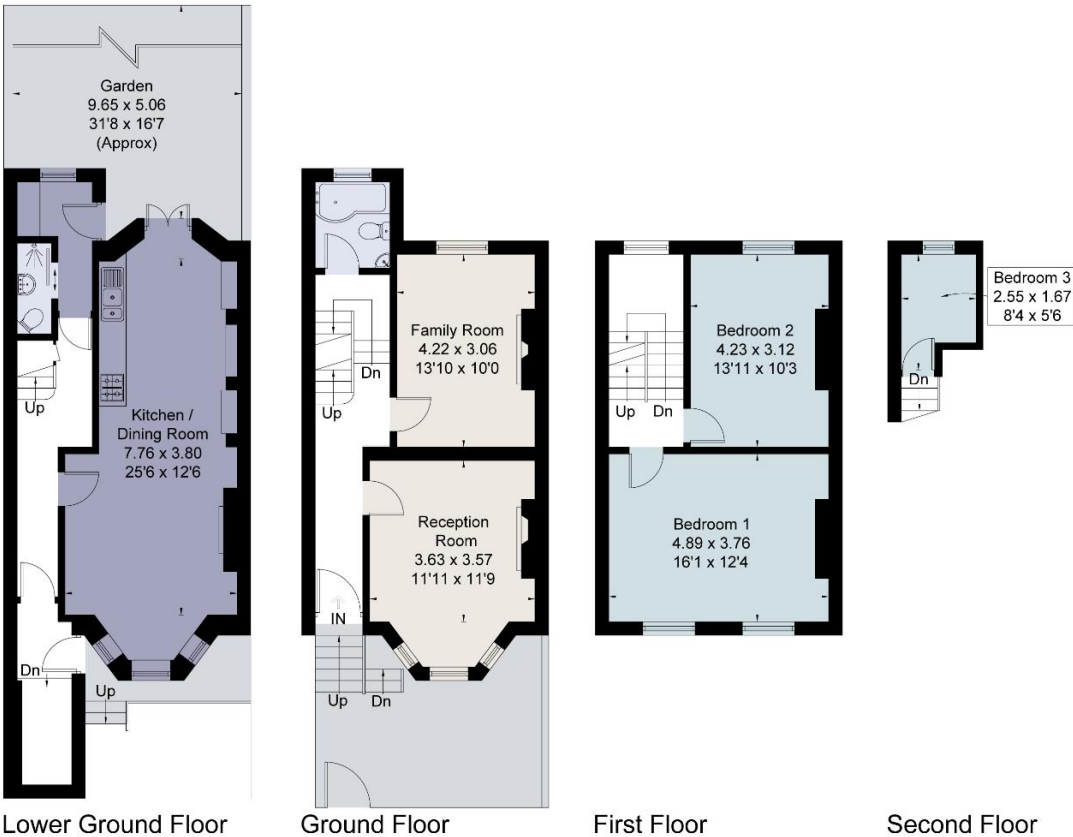 Garden
9.65 x 5.06
31'8 x 16'7
(Approx)
Up
Kitchen /
Dining Room
7.76 x 3.80
25'6 x 12'6
Dn
Up
Lower Ground Floor
Family Room
4.22 x 3.06
13'10 x 10'0
Dn
Up
Reception
Room
3.63 x 3.57
11'11 x 11'9
IN
Up
Dn
Ground Floor
Bedroom 2
4.23 x 3.12
13'11 x 10'3
Up
Dn
Bedroom 1
4.89 x 3.76
16'1 x 12'4
First Floor
Bedroom 3
2.55 x 1.67
8'4 x 5'6
Dn
Second Floor